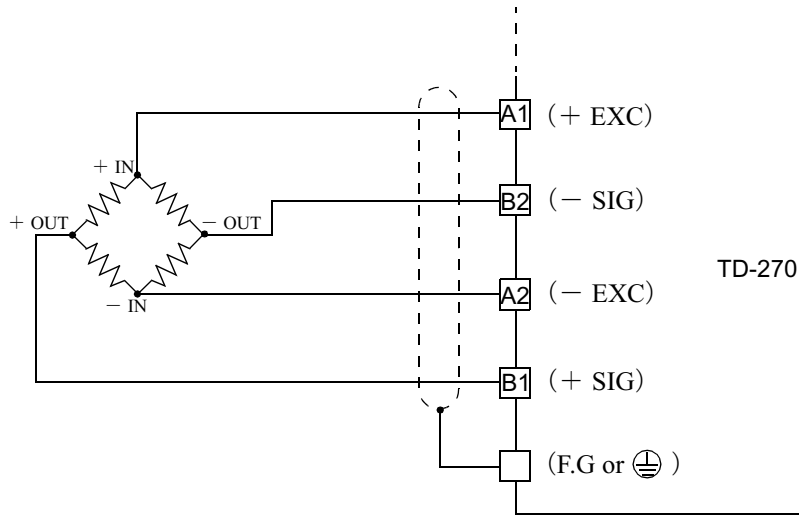 A1 (+ EXC)
+ IN
B2 (− SIG)
+ OUT
− OUT
TD-270
A2 (− EXC)
− IN
B1 (+ SIG)
(F.G or ⏚ )